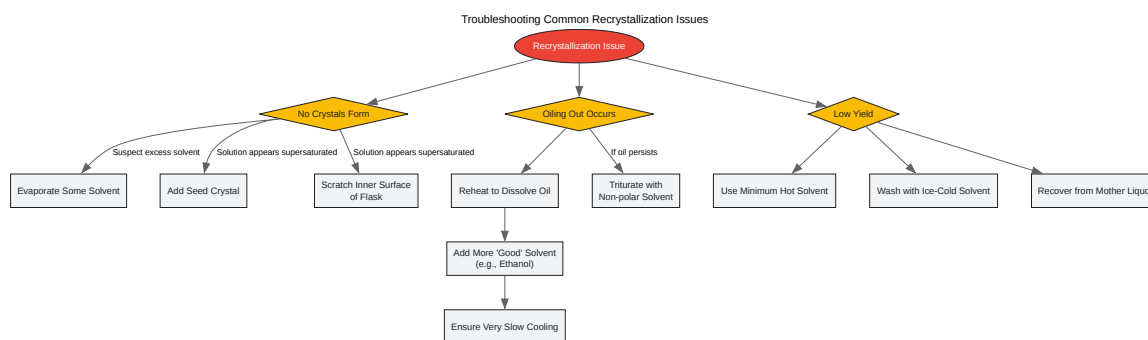 Troubleshooting Common Recrystallization Issues
Recrystallization Issue
No Crystals Form
Oiling Out Occurs
Low Yield
Suspect excess solvent
Solution appears supersaturated
Solution appears supersaturated
If oil persists
Evaporate Some Solvent
Add Seed Crystal
Scratch Inner Surface
of Flask
Reheat to Dissolve Oil
Triturate with
Non-polar Solvent
Use Minimum Hot Solvent
Wash with Ice-Cold Solvent
Recover from Mother
Add More 'Good' Solvent
(e.g., Ethanol)
Ensure Very Slow Cooling